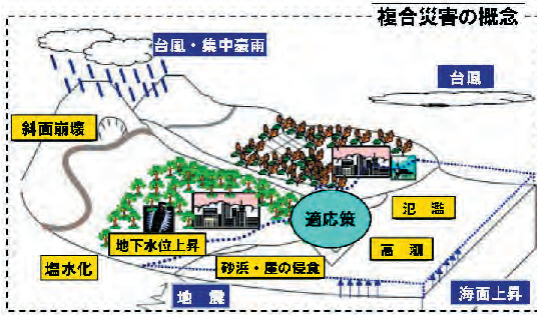 複合災害の概念
台風・集中豪雨
台風
斜面崩壊
適応策
氾濫
地下水位上昇
高潮
塩水化
砂浜・崖の侵食
地震
海面上昇